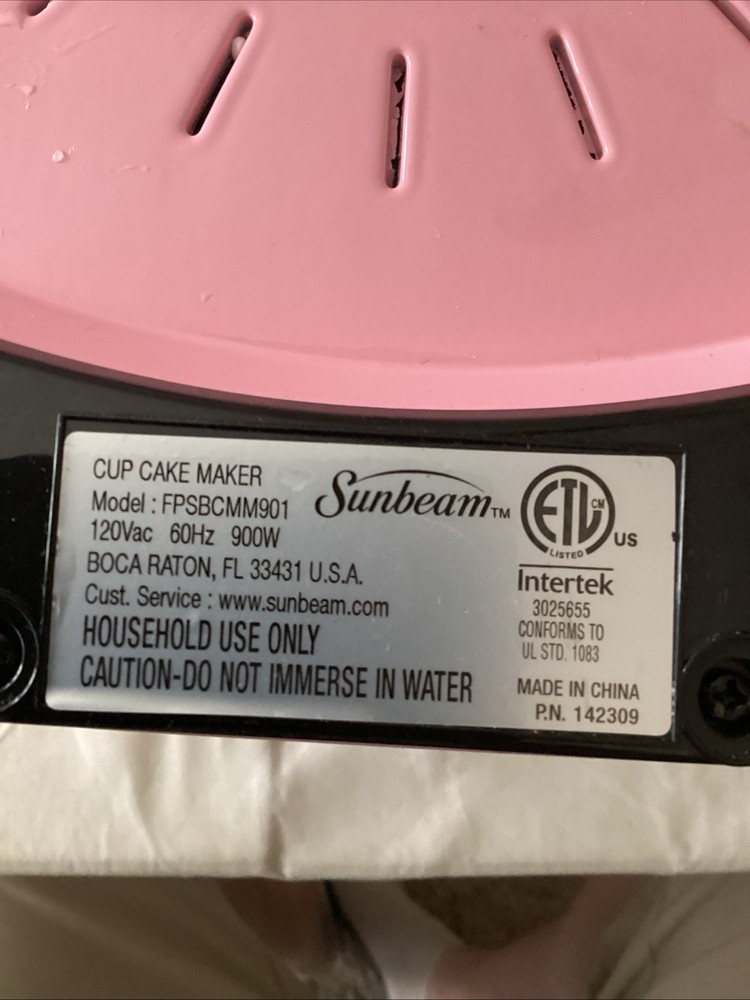 CUP CAKE MAKER
Model : FPSBCMM901
120Vac 60Hz 900W
BOCA RATON, FL 33431 U.S.A.
Cust. Service : www.sunbeam.com
HOUSEHOLD USE ONLY
CAUTION-DO NOT IMMERSE IN WATER
Sunbeam™
ETL CM
LISTED
US
Intertek
3025655
CONFORMS TO
UL STD. 1083
MADE IN CHINA
P.N. 142309